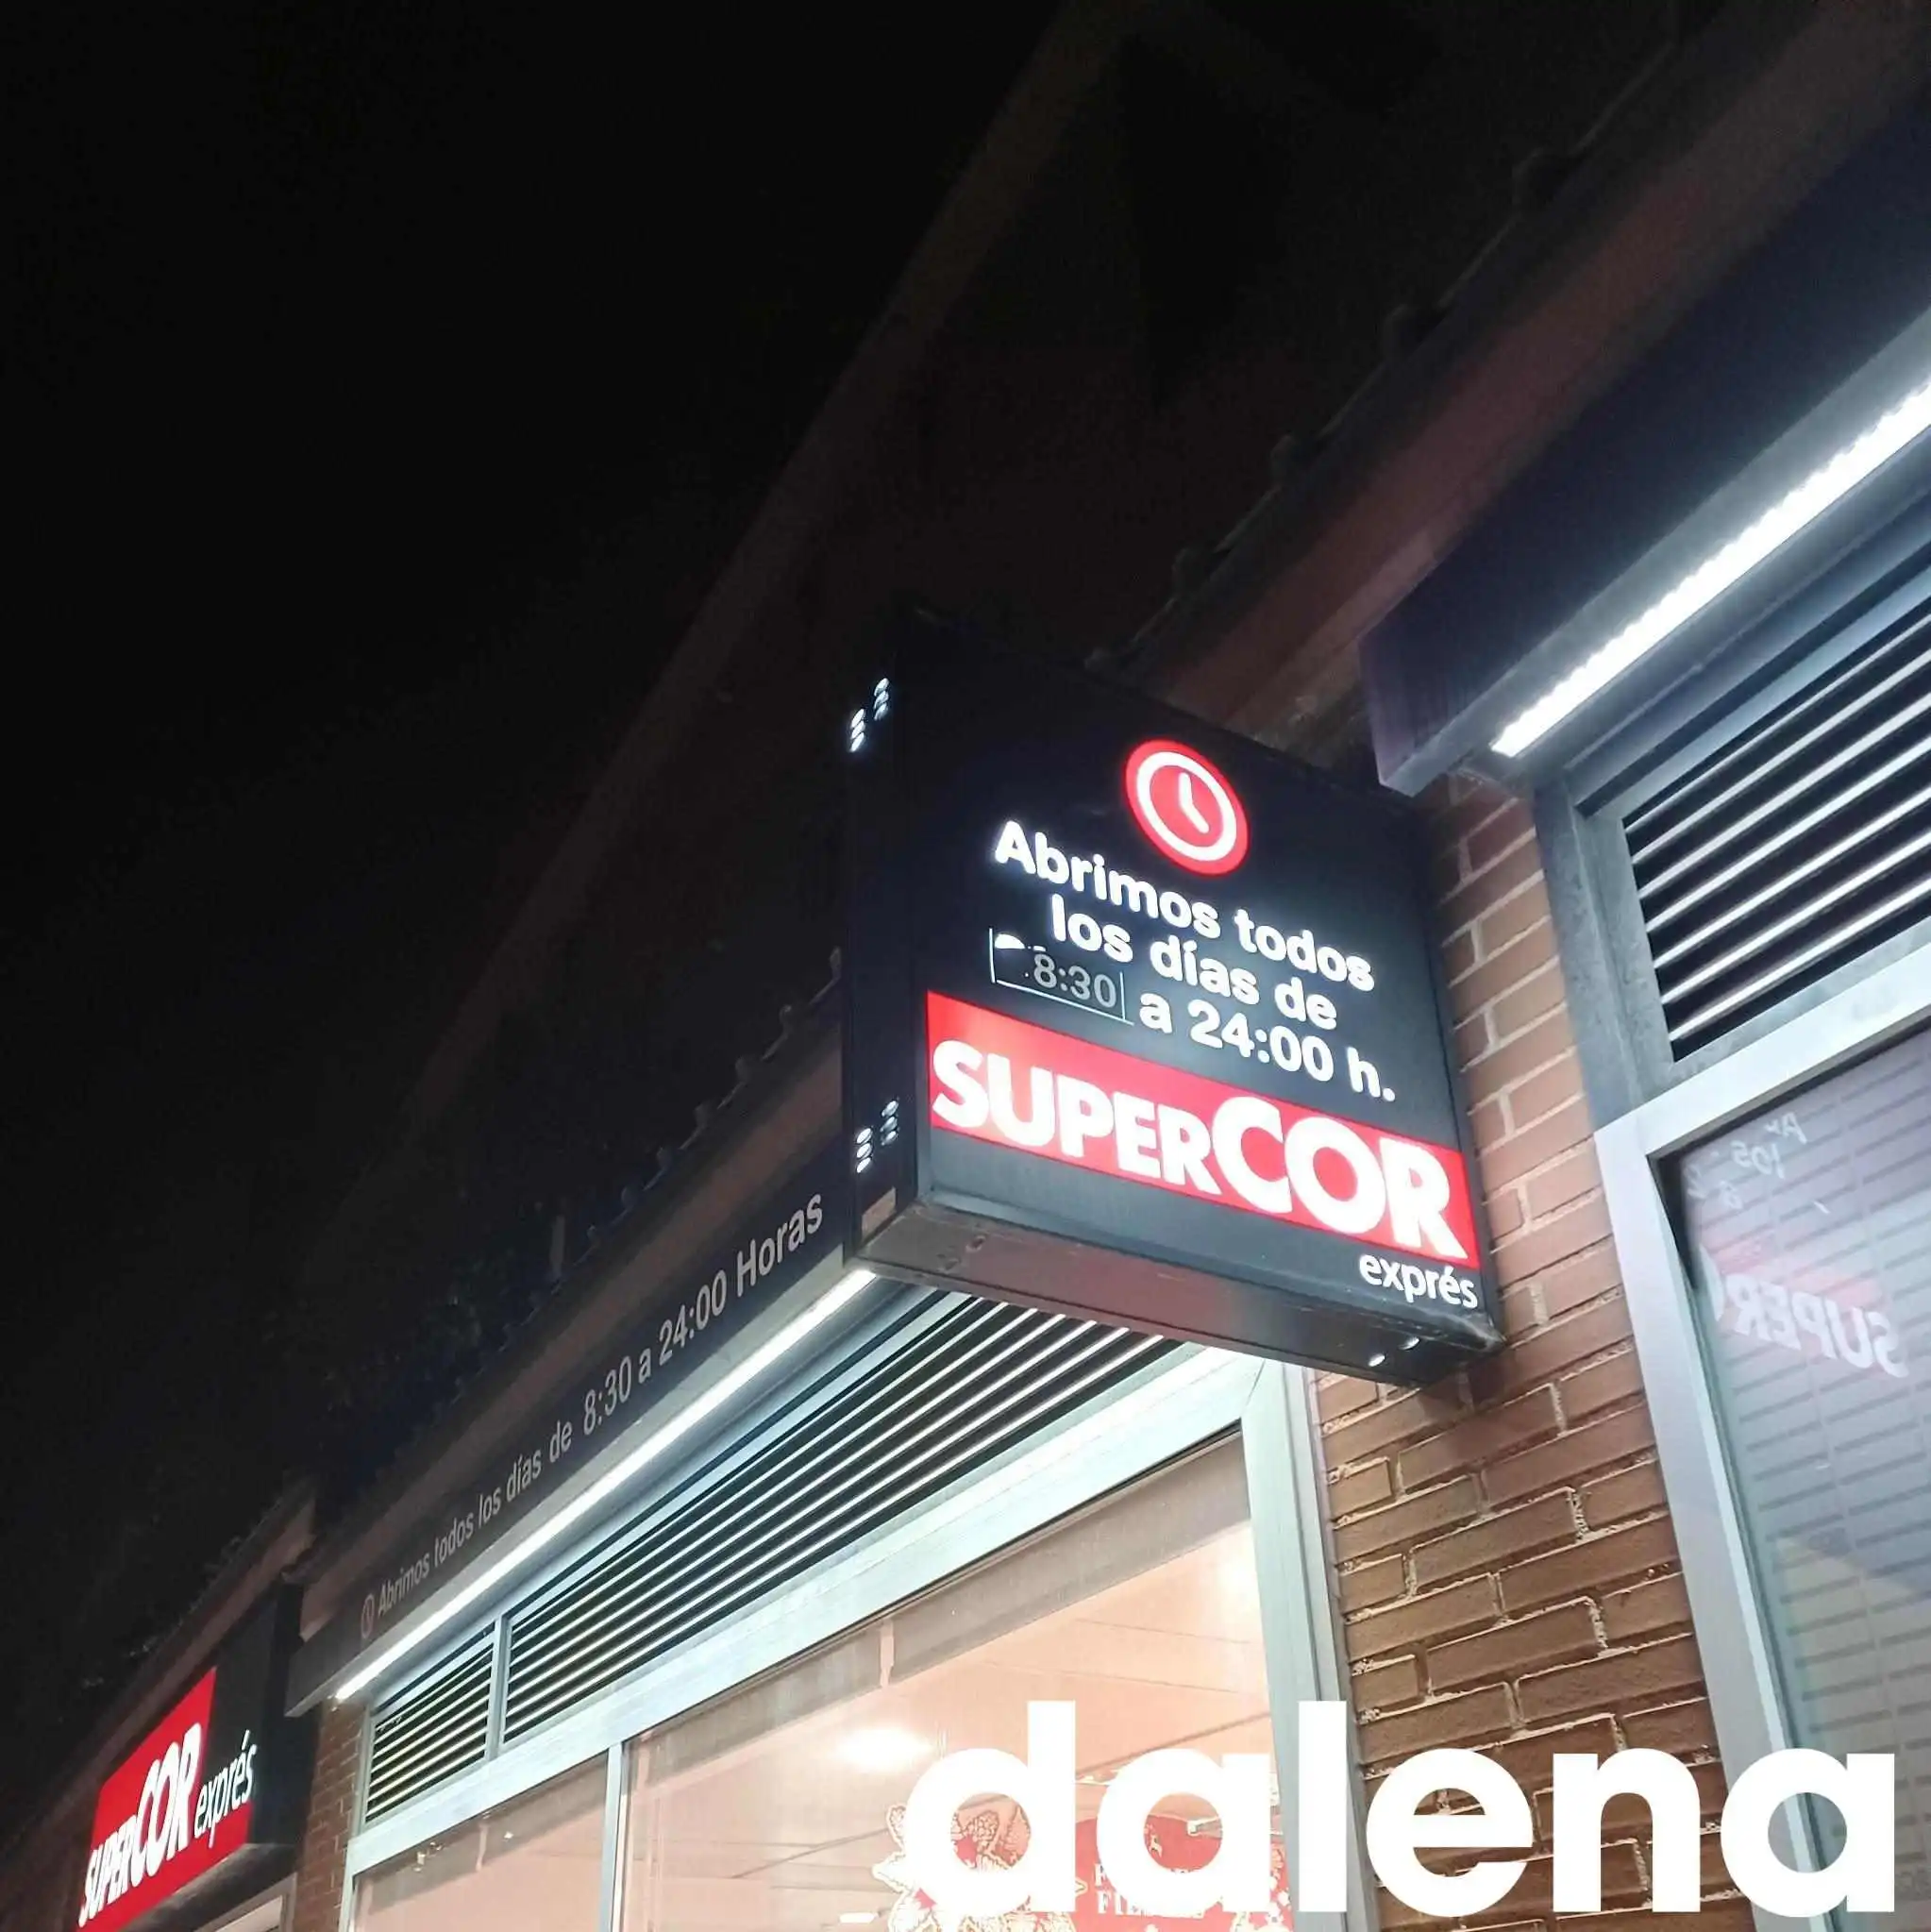 Abrimos todos
los días de
8:30 a 24:00 h.
SUPERCOR
exprés
Abrimos todos los días de 8:30 a 24:00 Horas
SUPERCOR exprés
SUPER
dalena